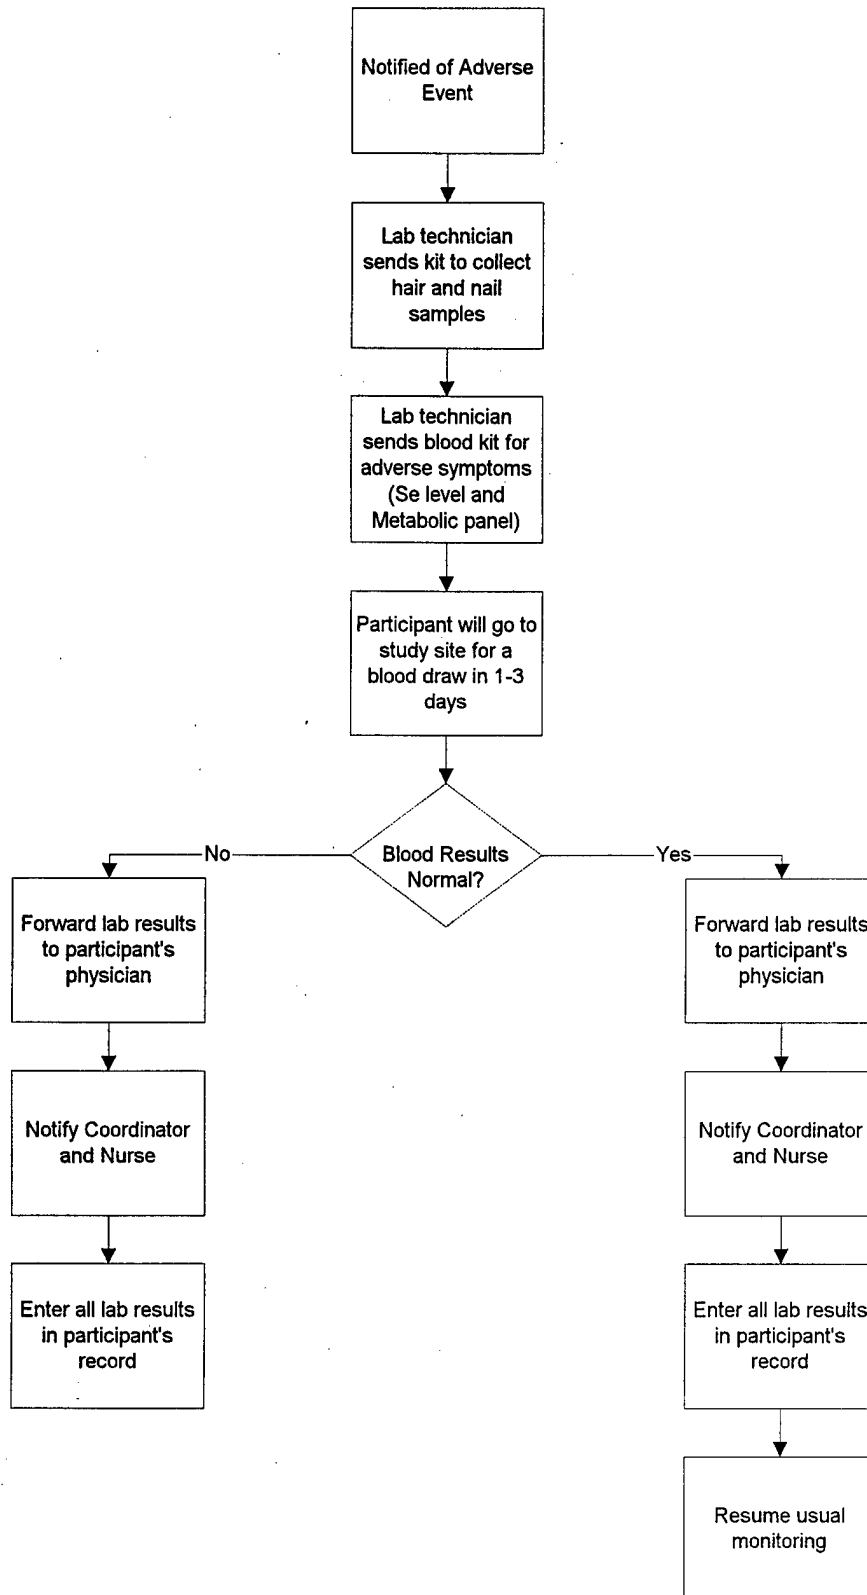 Notified of Adverse
Event
Lab technician
sends kit to collect
hair and nail
samples
Lab technician
sends blood kit for
adverse symptoms
(Se level and
Metabolic panel)
Participant will go to
study site for a
blood draw in 1-3
days
Blood Results
Normal?
No
Yes
Forward lab results
to participant's
physician
Notify Coordinator
and Nurse
Enter all lab results
in participant's
record
Forward lab results
to participant's
physician
Notify Coordinator
and Nurse
Enter all lab results
in participant's
record
Resume usual
monitoring